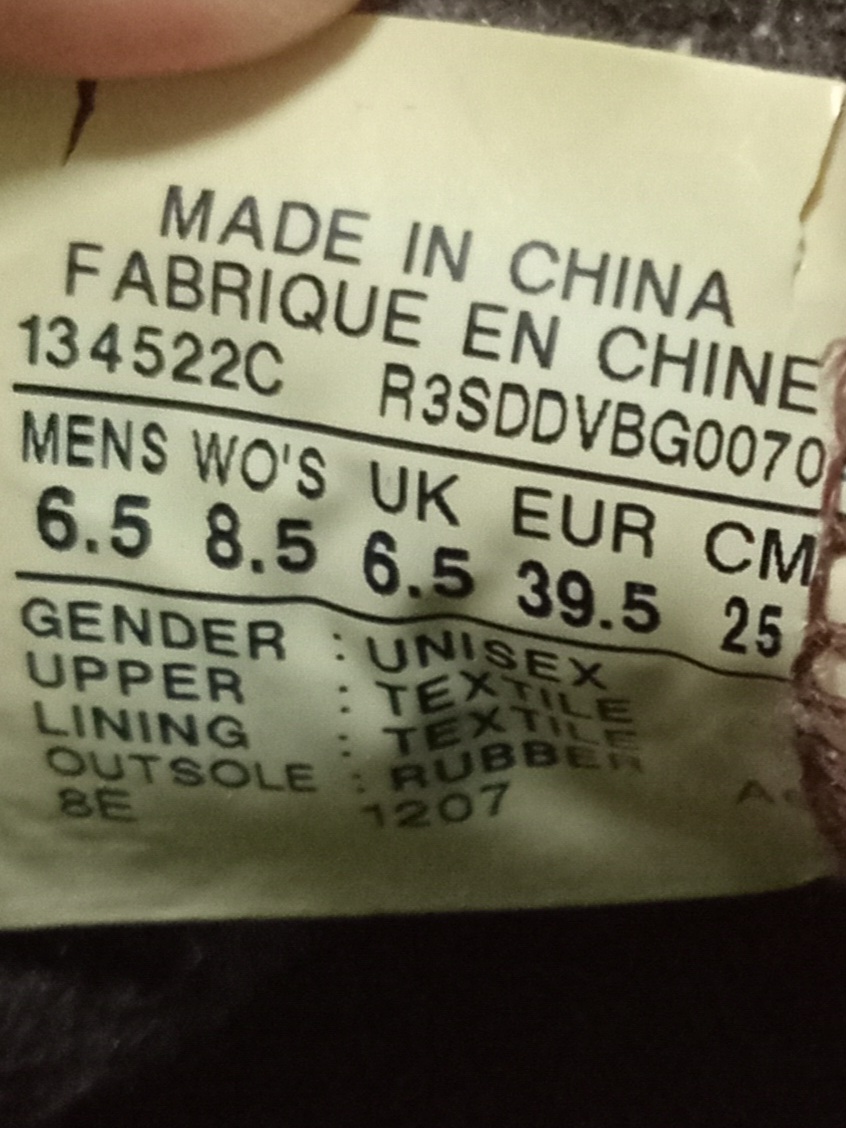 MADE IN CHINA
FABRIQUE EN CHINE
134522C R3SDDVBG0070
MENS WO'S UK EUR CM
6.5 8.5 6.5 39.5 25
GENDER : UNISEX
UPPER : TEXTILE
LINING : TEXTILE
OUTSOLE : RUBBER
8E 1207